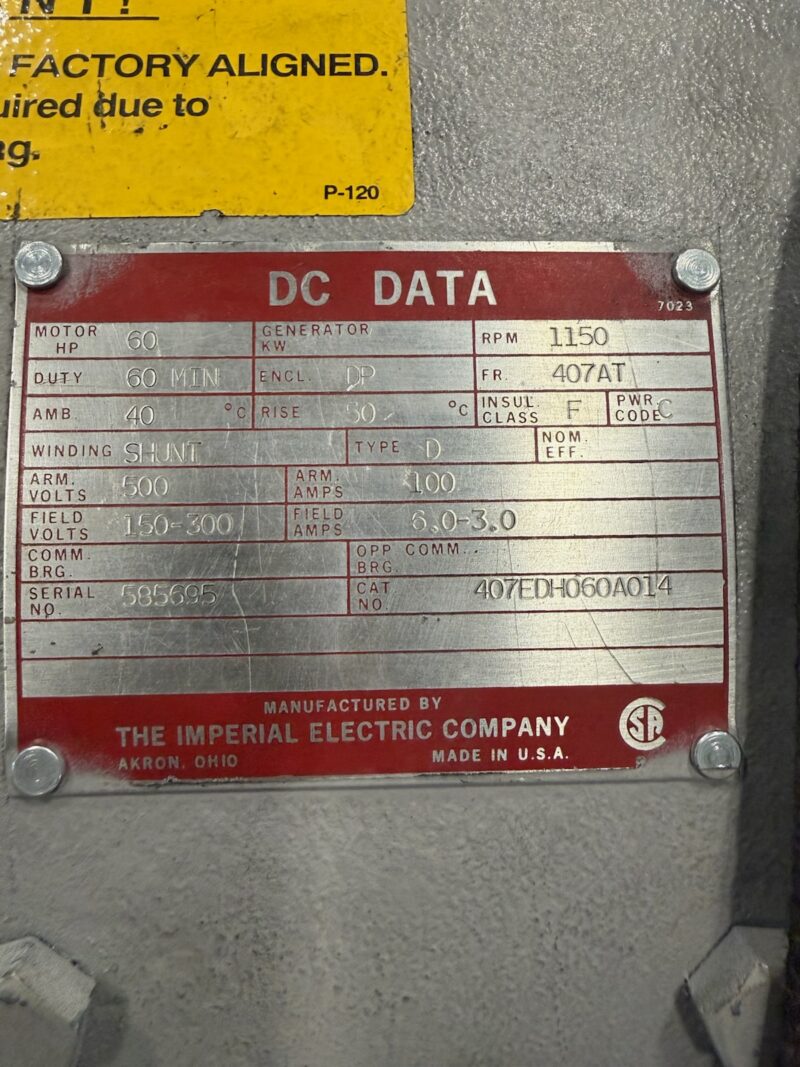 NT!
FACTORY ALIGNED.
uired due to
g.
P-120
DC DATA
7023
MOTOR HP 60 GENERATOR KW RPM 1150
DUTY 60 MIN ENCL. DP FR. 407AT
AMB. 40 °C RISE °C INSUL. CLASS F PWR. CODE C
WINDING SHUNT TYPE D NOM. EFF.
ARM. VOLTS 500 ARM. AMPS 100
FIELD VOLTS 150-300 FIELD AMPS 6.0-3.0
COMM. BRG. OPP COMM. BRG.
SERIAL NO. 585695 CAT NO. 407EDH060A014
MANUFACTURED BY
THE IMPERIAL ELECTRIC COMPANY
AKRON, OHIO MADE IN U.S.A.
SA